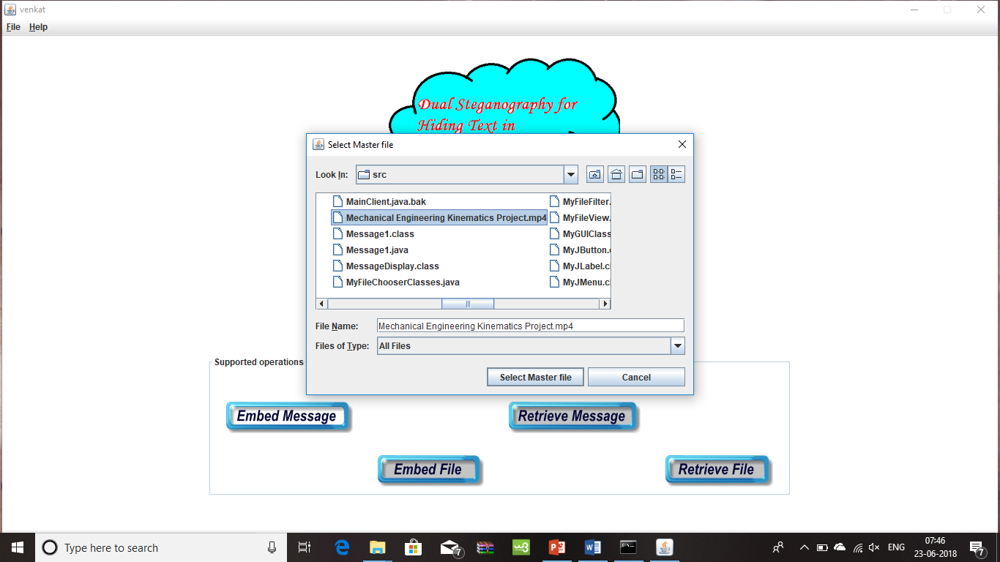 venkat
File Help
Dual Steganography for
Hiding Text in
Select Master file
Look In: src
MainClient.java.bak
Mechanical Engineering Kinematics Project.mp4
Message1.class
Message1.java
MessageDisplay.class
MyFileChooserClasses.java
MyFileFilter.
MyFileView.
MyGUIClass
MyJButton.
MyJLabel.c
MyJMenu.c
File Name: Mechanical Engineering Kinematics Project.mp4
Files of Type: All Files
Select Master file Cancel
Supported operations
Embed Message Retrieve Message
Embed File Retrieve File
Type here to search
7
w3
ENG
07:46
23-06-2018
7